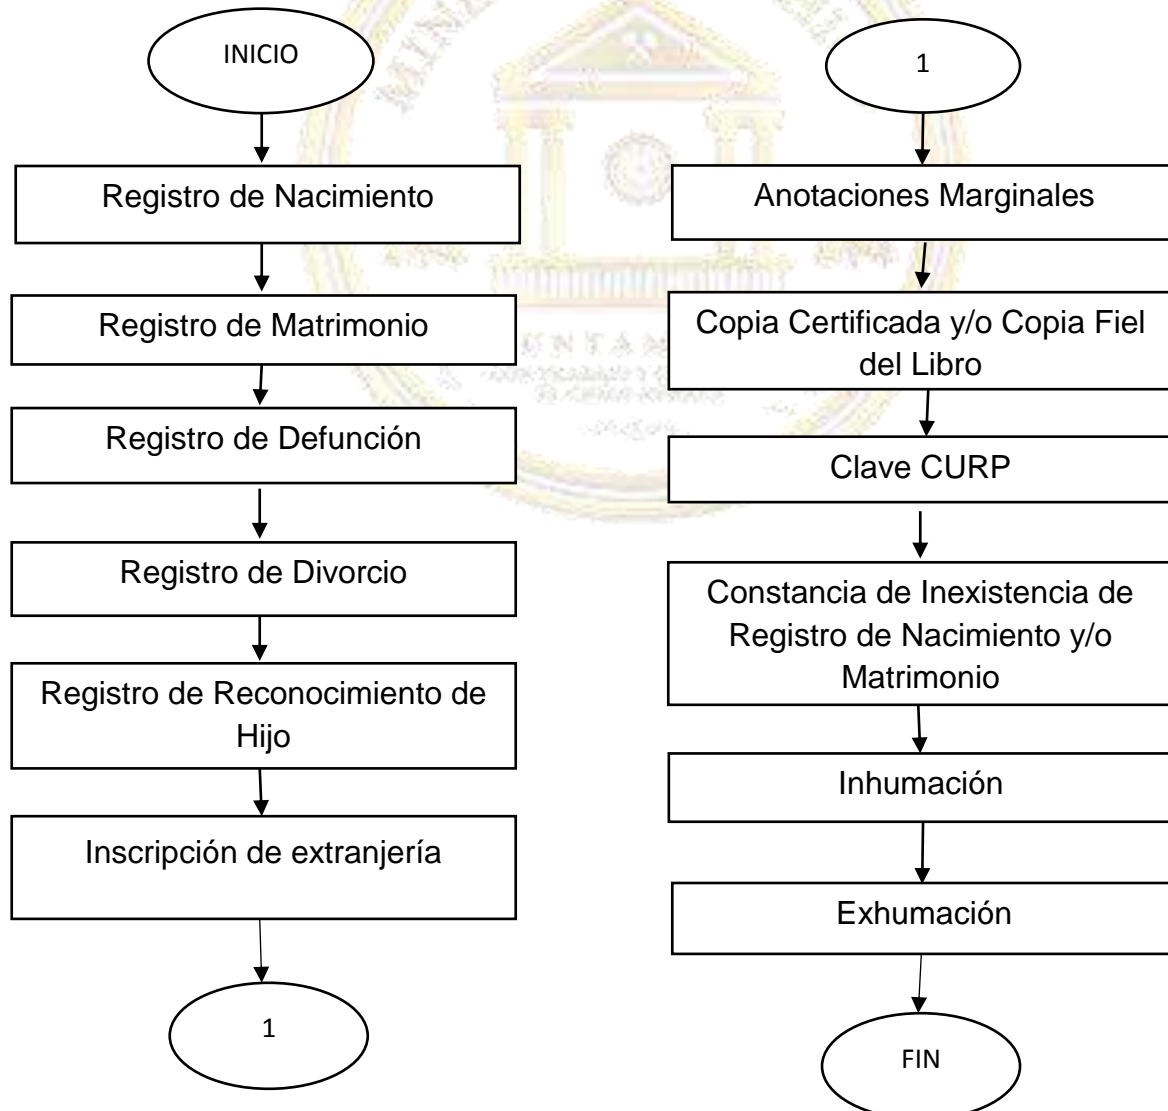 INICIO
Registro de Nacimiento
Registro de Matrimonio
Registro de Defunción
Registro de Divorcio
Registro de Reconocimiento de
Hijo
Inscripción de extranjería
1
1
Anotaciones Marginales
Copia Certificada y/o Copia Fiel
del Libro
Clave CURP
Constancia de Inexistencia de
Registro de Nacimiento y/o
Matrimonio
Inhumación
Exhumación
FIN